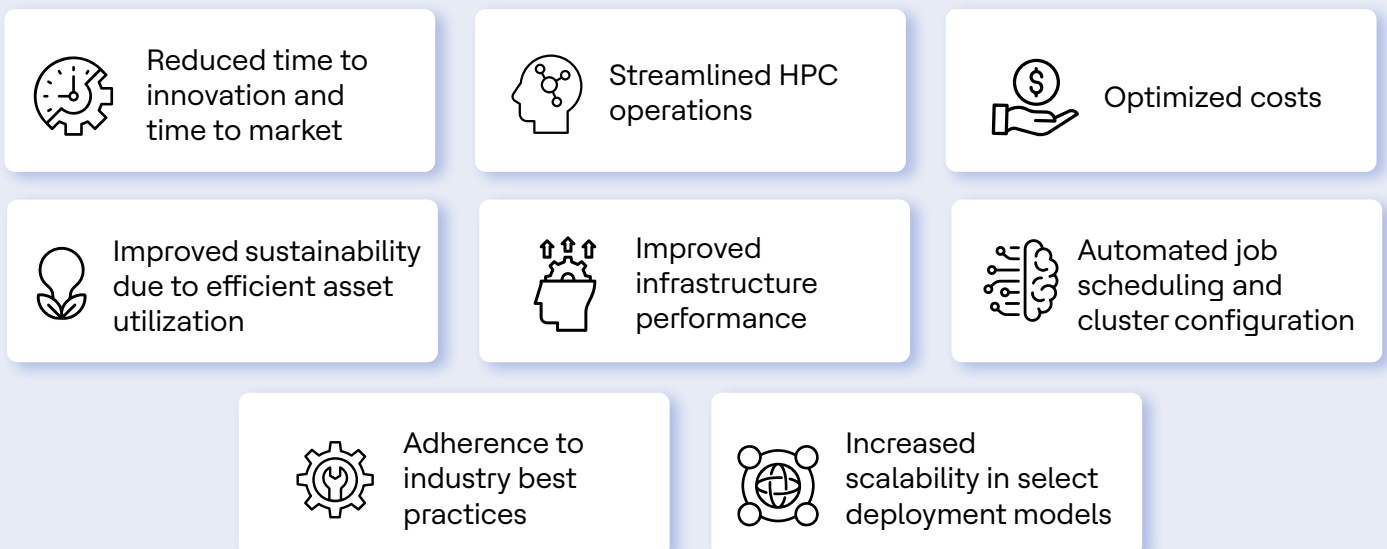 Reduced time to
innovation and
time to market
Streamlined HPC
operations
$
Optimized costs
Improved sustainability
due to efficient asset
utilization
Improved
infrastructure
performance
Automated job
scheduling and
cluster configuration
Adherence to
industry best
practices
Increased
scalability in select
deployment models